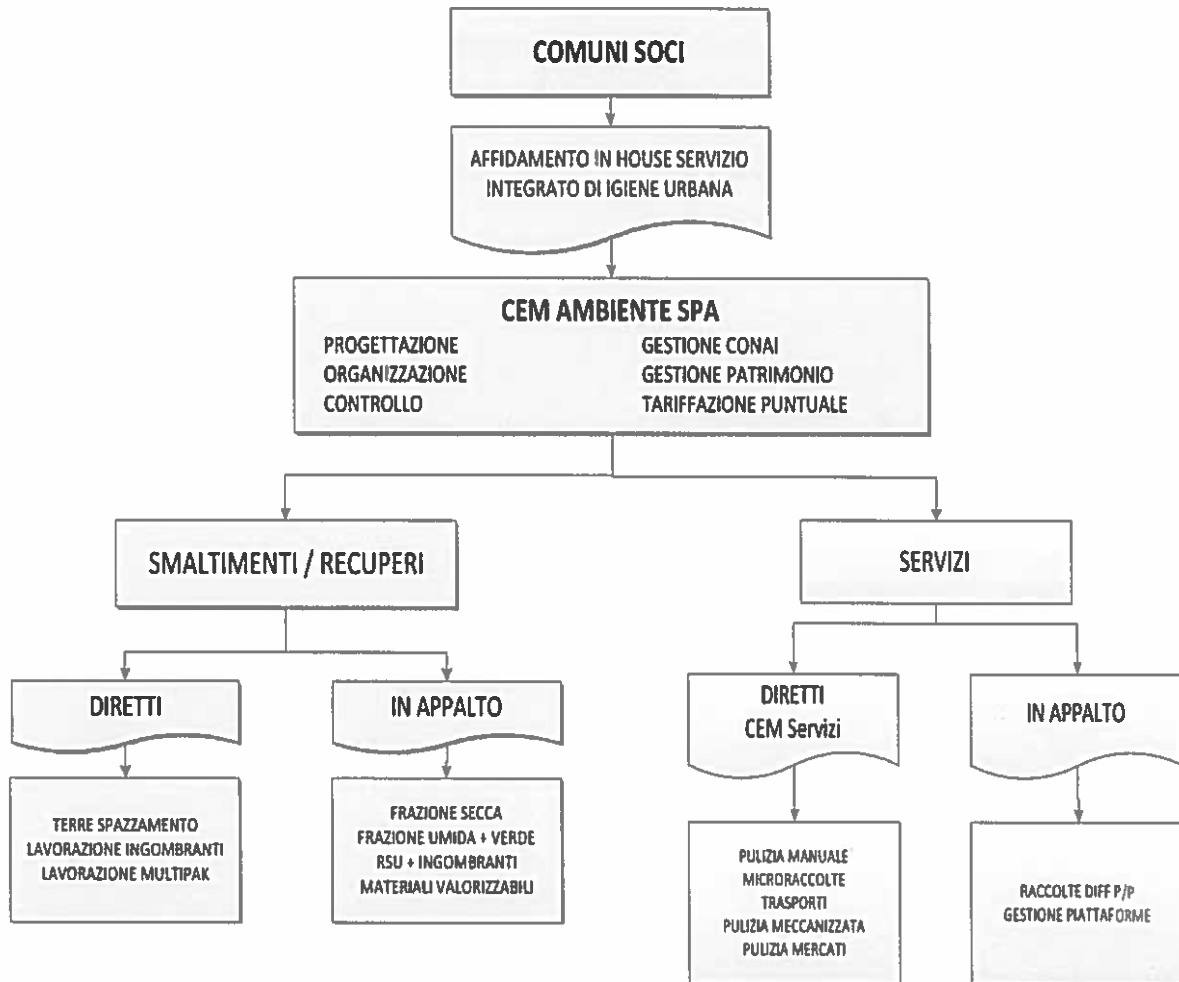 COMUNI SOCI
AFFIDAMENTO IN HOUSE SERVIZIO
INTEGRATO DI IGIENE URBANA
CEM AMBIENTE SPA
PROGETTAZIONE
ORGANIZZAZIONE
CONTROLLO
GESTIONE CONAI
GESTIONE PATRIMONIO
TARIFFAZIONE PUNTUALE
SMALTIMENTI / RECUPERI
SERVIZI
DIRETTI
IN APPALTO
DIRETTI
CEM Servizi
IN APPALTO
TERRE SPAZZAMENTO
LAVORAZIONE INGOMBRANTI
LAVORAZIONE MULTIPAK
FRAZIONE SECCA
FRAZIONE UMIDA + VERDE
RSU + INGOMBRANTI
MATERIALI VALORIZZABILI
PULIZIA MANUALE
MICRORACCOLTE
TRASPORTI
PULIZIA MECCANIZZATA
PULIZIA MERCATI
RACCOLTE DIFF P/P
GESTIONE PIATTAFORME